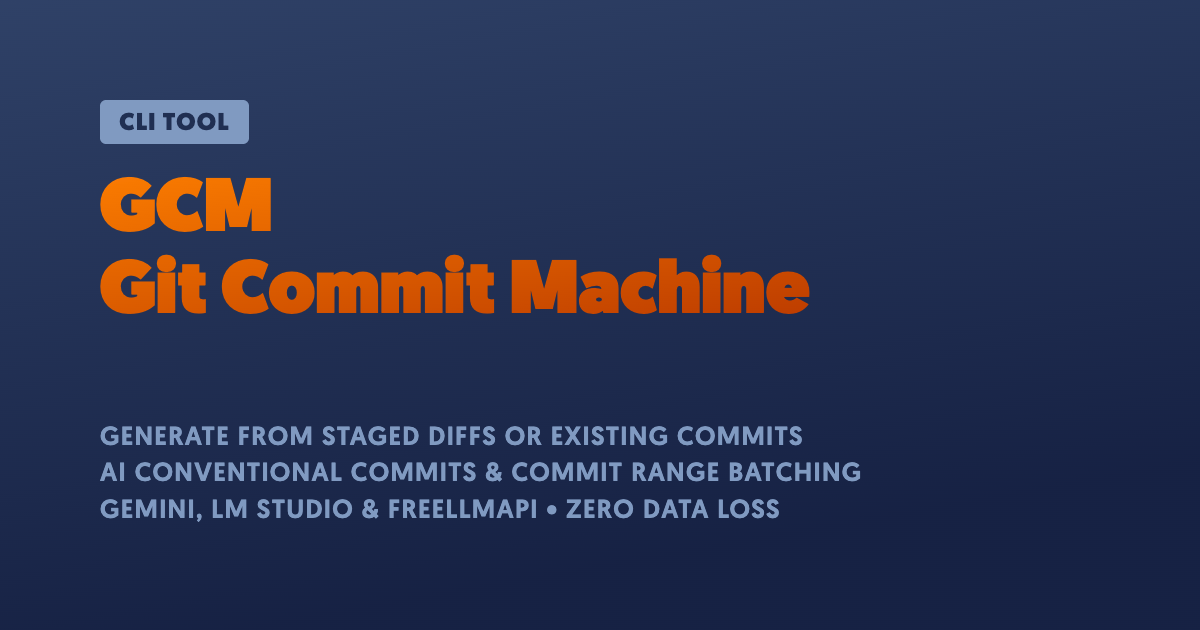 CLI TOOL
GCM
Git Commit Machine
GENERATE FROM STAGED DIFFS OR EXISTING COMMITS
AI CONVENTIONAL COMMITS & COMMIT RANGE BATCHING
GEMINI, LM STUDIO & FREELLMAPI • ZERO DATA LOSS